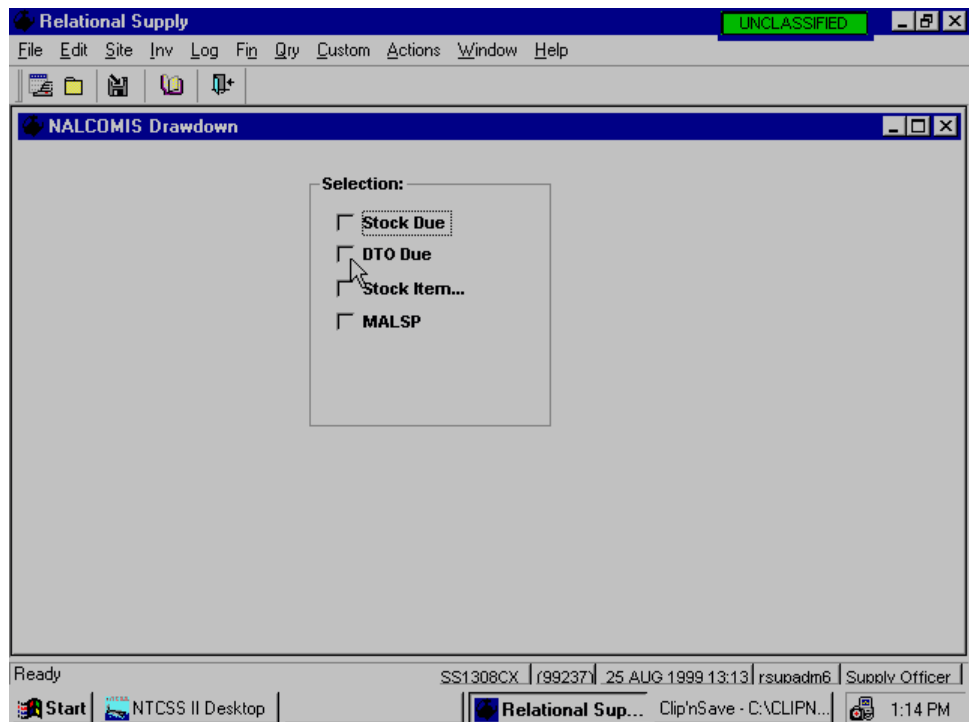 Relational Supply UNCLASSIFIED
File Edit Site Inv Log Fin Qry Custom Actions Window Help
NALCOMIS Drawdown
Selection:
Stock Due
DTO Due
Stock Item...
MALSP
Ready SS1308CX (99237) 25 AUG 1999 13:13 rsupadm6 Supply Officer
Start NTCSS II Desktop Relational Sup... Clip'nSave - C:\CLIPN... 1:14 PM